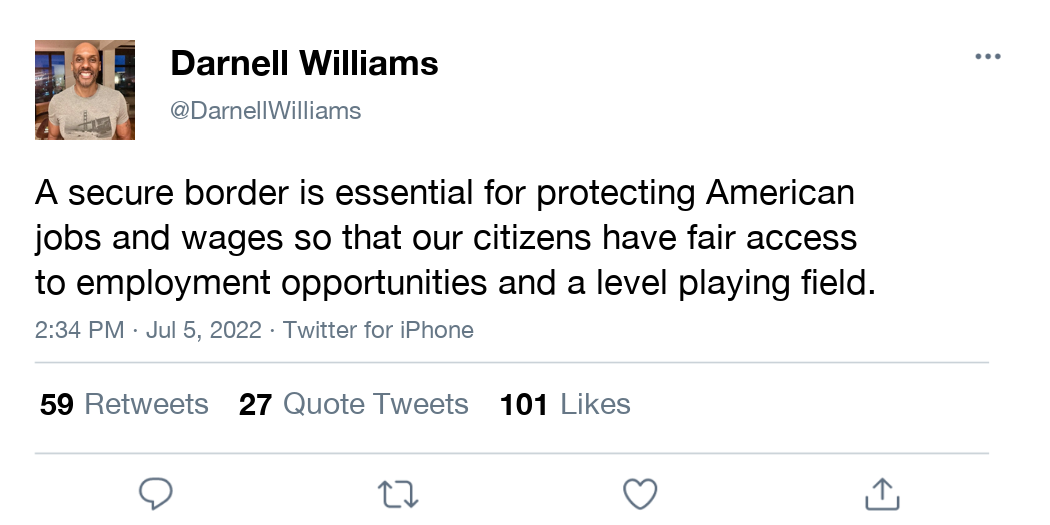 Darnell Williams
@DarnellWilliams
A secure border is essential for protecting American
jobs and wages so that our citizens have fair access
to employment opportunities and a level playing field.
2:34 PM · Jul 5, 2022 · Twitter for iPhone
59 Retweets 27 Quote Tweets 101 Likes